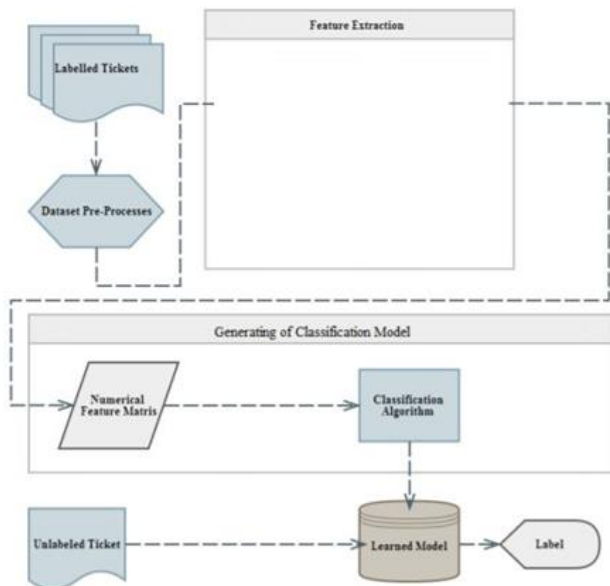 Feature Extraction
Labelled Tickets
Dataset Pre-Processes
Generating of Classification Model
Numerical
Feature Matris
Classification
Algorithm
Unlabeled Ticket
Learned Model
Label